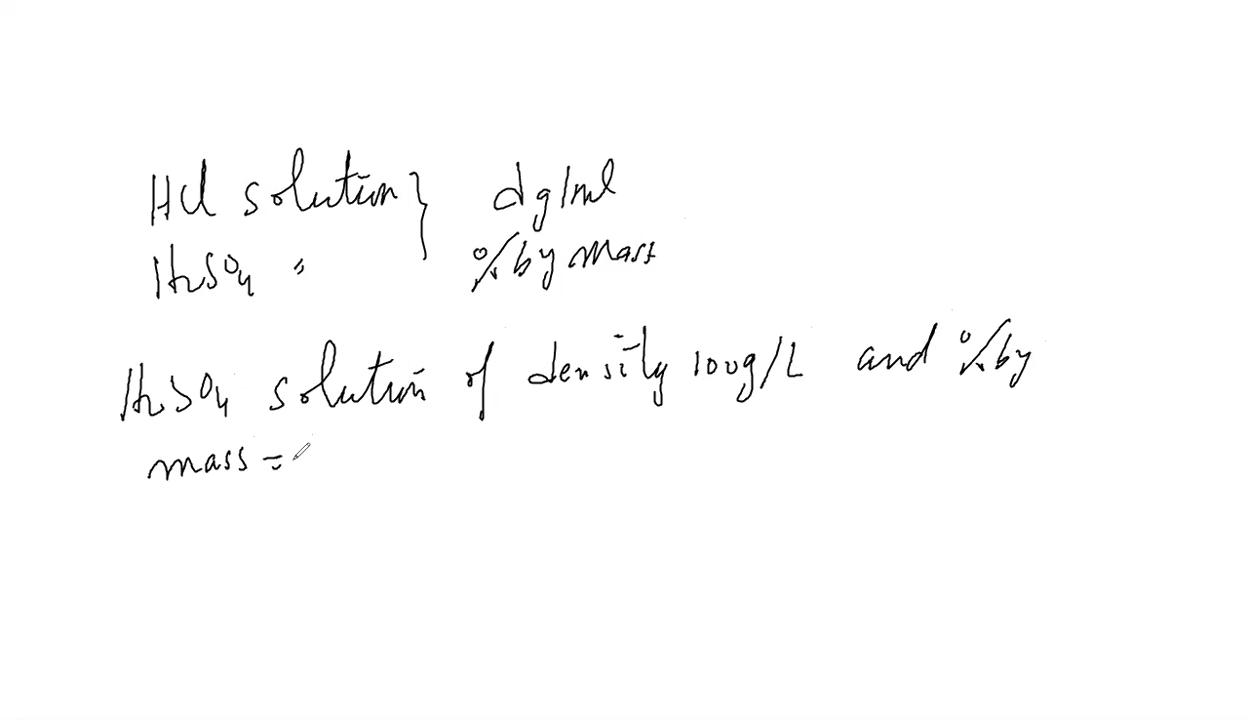 HCl solution } d g/ml
H₂SO₄ " % by mass
H₂SO₄ solution of density 100g/L and % by
mass =